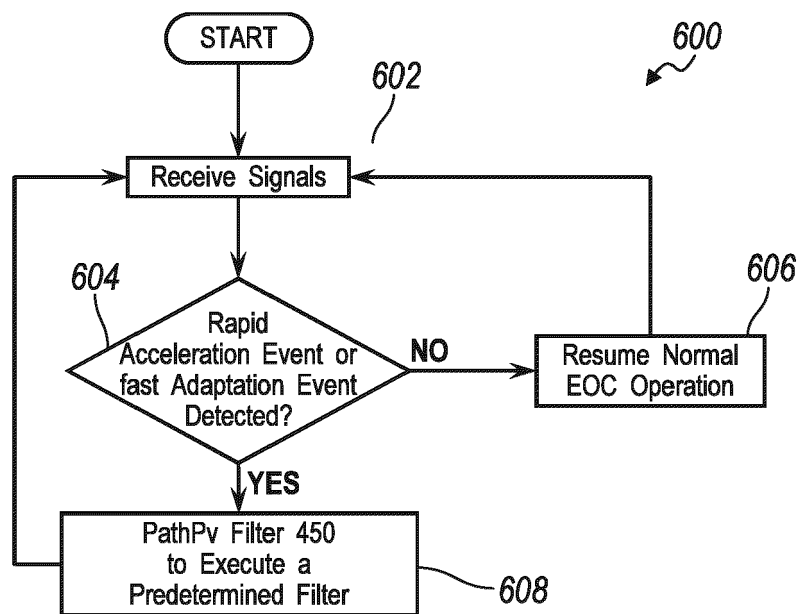 START
600
602
Receive Signals
604
Rapid
Acceleration Event or
fast Adaptation Event
Detected?
NO
606
Resume Normal
EOC Operation
YES
PathPv Filter 450
to Execute a
Predetermined Filter
608